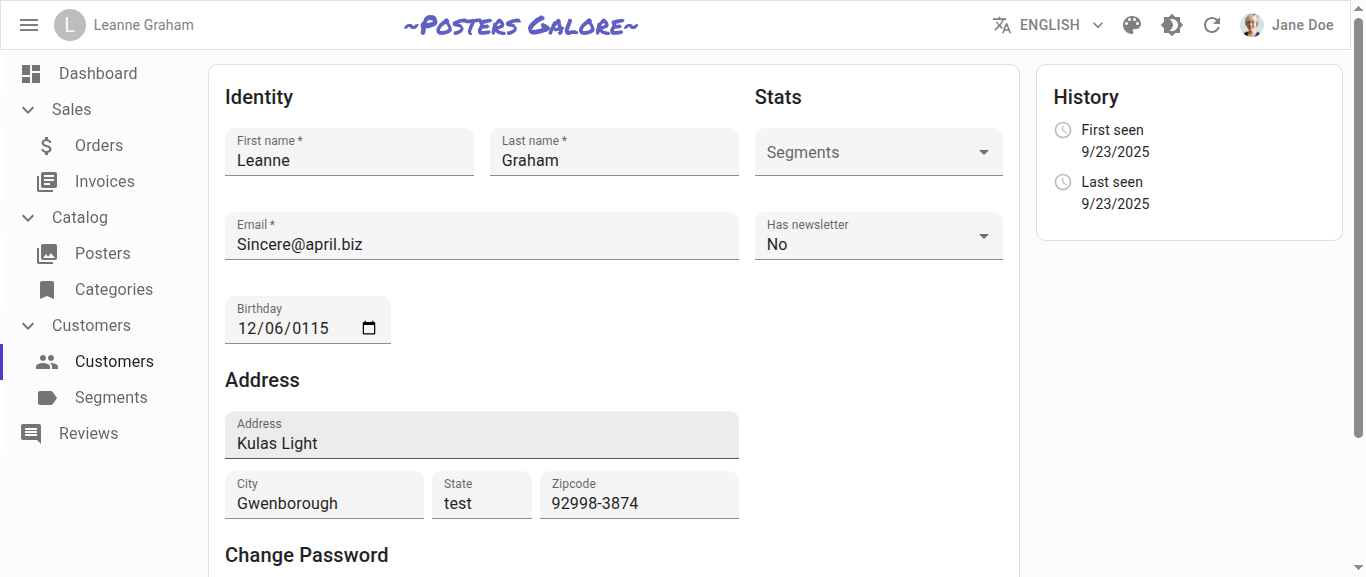 L Leanne Graham
~Posters Galore~
ENGLISH
Jane Doe
Dashboard
Sales
Orders
Invoices
Catalog
Posters
Categories
Customers
Customers
Segments
Reviews
Identity
First name *
Leanne
Last name *
Graham
Email *
Sincere@april.biz
Birthday
12/06/0115
Address
Address
Kulas Light
City
Gwenborough
State
test
Zipcode
92998-3874
Change Password
Stats
Segments
Has newsletter
No
History
First seen
9/23/2025
Last seen
9/23/2025